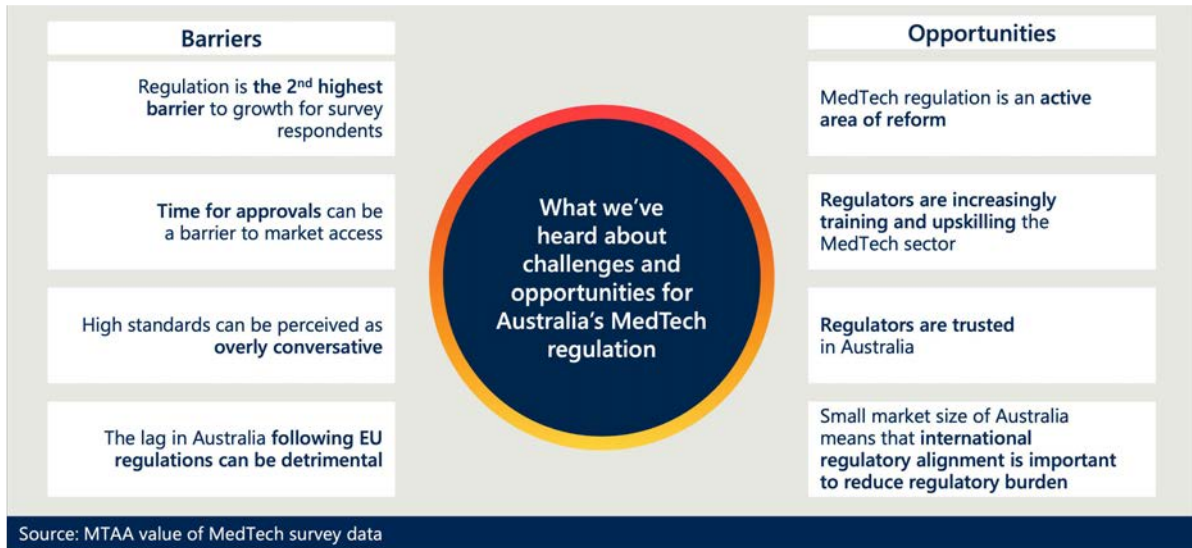 Barriers
Regulation is the 2nd highest
barrier to growth for survey
respondents
Time for approvals can be
a barrier to market access
High standards can be perceived as
overly conversative
The lag in Australia following EU
regulations can be detrimental
What we've
heard about
challenges and
opportunities for
Australia's MedTech
regulation
Opportunities
MedTech regulation is an active
area of reform
Regulators are increasingly
training and upskilling the
MedTech sector
Regulators are trusted
in Australia
Small market size of Australia
means that international
regulatory alignment is important
to reduce regulatory burden
Source: MTAA value of MedTech survey data